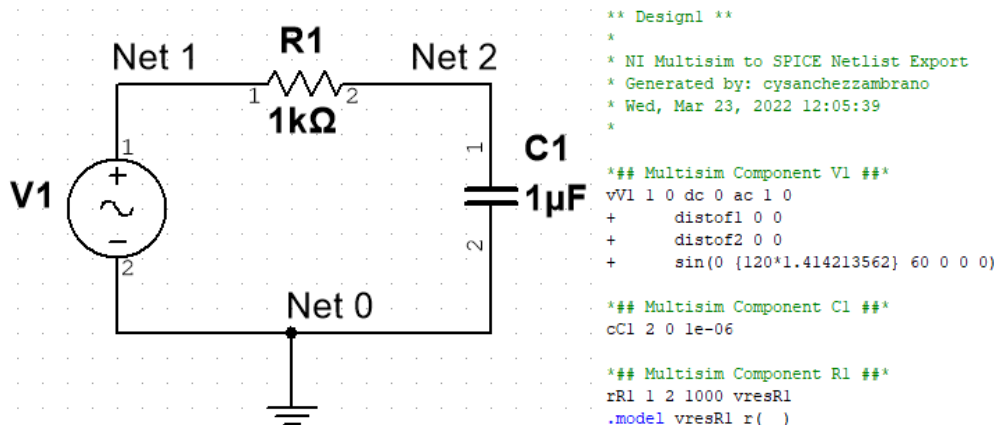 Net 1
R1
Net 2
1
2
1kΩ
1
+
V1
−
2
1
C1
1µF
2
Net 0
** Design1 **
*
* NI Multisim to SPICE Netlist Export
* Generated by: cysanchezzambrano
* Wed, Mar 23, 2022 12:05:39
*
*## Multisim Component V1 ##*
vV1 1 0 dc 0 ac 1 0
+ distof1 0 0
+ distof2 0 0
+ sin(0 {120*1.414213562} 60 0 0 0)
*## Multisim Component C1 ##*
cC1 2 0 1e-06
*## Multisim Component R1 ##*
rR1 1 2 1000 vresR1
.model vresR1 r( )